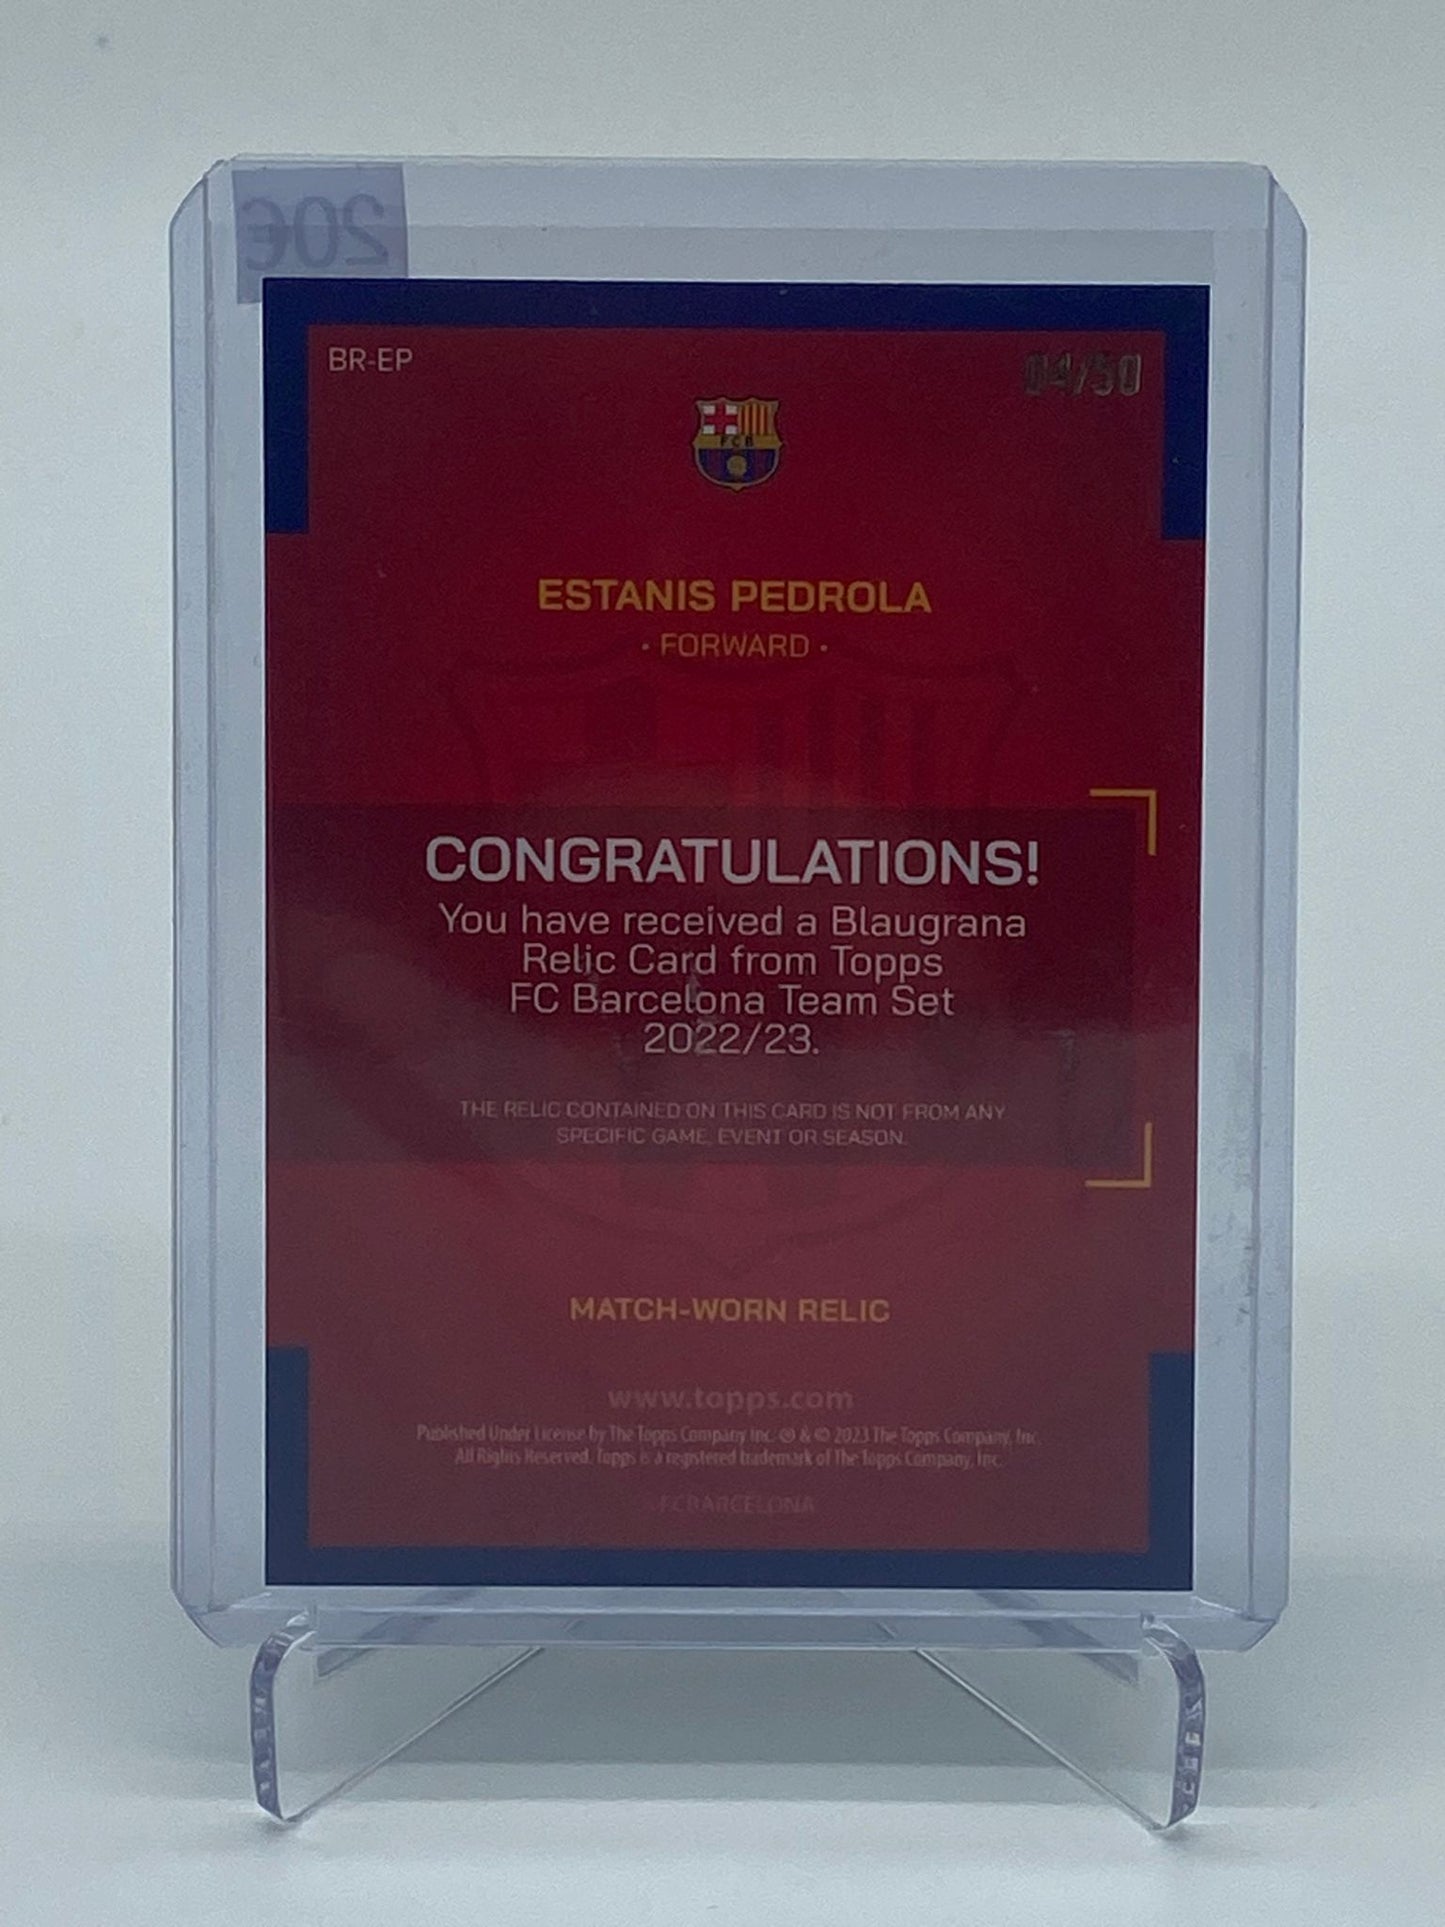 20€
BR-EP
04/50
FCB
ESTANIS PEDROLA
• FORWARD •
CONGRATULATIONS!
You have received a Blaugrana
Relic Card from Topps
FC Barcelona Team Set
2022/23.
THE RELIC CONTAINED ON THIS CARD IS NOT FROM ANY
SPECIFIC GAME, EVENT OR SEASON.
MATCH-WORN RELIC
www.topps.com
Published Under License by The Topps Company Inc. ® & © 2023 The Topps Company, Inc.
All Rights Reserved. Topps is a registered trademark of The Topps Company, Inc.
©FCBARCELONA